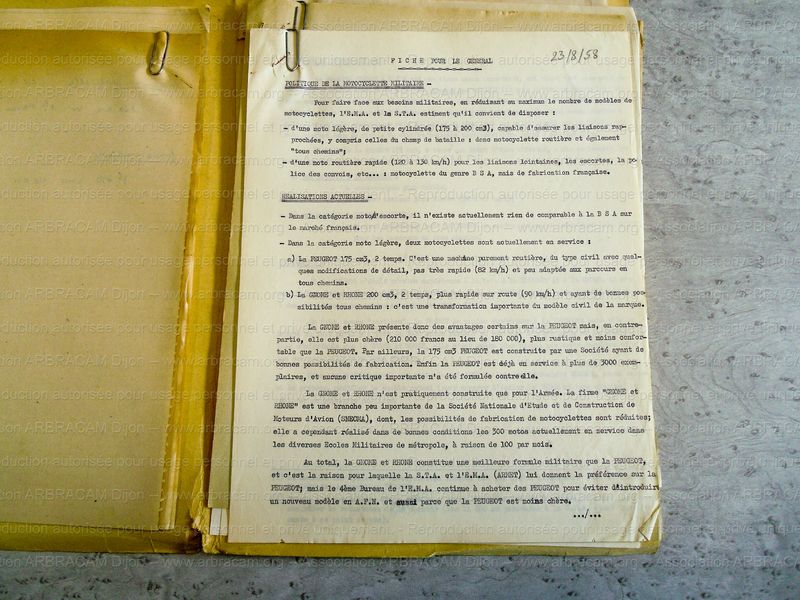 FICHE POUR LE GENERAL
23/8/58
POLITIQUE DE LA MOTOCYCLETTE MILITAIRE -
Pour faire face aux besoins militaires, en réduisant au maximum le nombre de modèles de
motocyclettes, l'E.M.A. et la S.T.A. estiment qu'il convient de disposer :
- d'une moto légère, de petite cylindrée (175 à 200 cm3), capable d'assurer les liaisons rap-
prochées, y compris celles du champ de bataille : donc motocyclette routière et également
"tous chemins";
- d'une moto routière rapide (120 à 130 km/h) pour les liaisons lointaines, les escortes, la po-
lice des convois, etc... : motocyclette du genre B S A, mais de fabrication française.
REALISATIONS ACTUELLES -
- Dans la catégorie moto d'escorte, il n'existe actuellement rien de comparable à la B S A sur
le marché français.
- Dans la catégorie moto légère, deux motocyclettes sont actuellement en service :
a) La PEUGEOT 175 cm3, 2 temps. C'est une machine purement routière, du type civil avec quel-
ques modifications de détail, pas très rapide (82 km/h) et peu adaptée aux parcours en
tous chemins.
b) La GNOME et RHONE 200 cm3, 2 temps, plus rapide sur route (90 km/h) et ayant de bonnes pos-
sibilités tous chemins : c'est une transformation importante du modèle civil de la marque.
La GNOME et RHONE présente donc des avantages certains sur la PEUGEOT mais, en contre-
partie, elle est plus chère (210 000 francs au lieu de 180 000), plus rustique et moins confor-
table que la PEUGEOT. Par ailleurs, la 175 cm3 PEUGEOT est construite par une Société ayant de
bonnes possibilités de fabrication. Enfin la PEUGEOT est déjà en service à plus de 3000 exem-
plaires, et aucune critique importante n'a été formulée contre elle.
La GNOME et RHONE n'est pratiquement construite que pour l'Armée. La firme "GNOME et
RHONE" est une branche peu importante de la Société Nationale d'Etude et de Construction de
Moteurs d'Avion (SNECMA), dont, les possibilités de fabrication de motocyclettes sont réduites;
elle a cependant réalisé dans de bonnes conditions les 300 motos actuellement en service dans
les diverses Ecoles Militaires de métropole, à raison de 100 par mois.
Au total, la GNOME et RHONE constitue une meilleure formule militaire que la PEUGEOT,
et c'est la raison pour laquelle la S.T.A. et l'E.M.A. (ARMET) lui donnent la préférence sur la
PEUGEOT; mais le 4ème Bureau de l'E.M.A. continue à acheter des PEUGEOT pour éviter d'introduire
un nouveau modèle en A.F.N. et aussi parce que la PEUGEOT est moins chère.
.../...